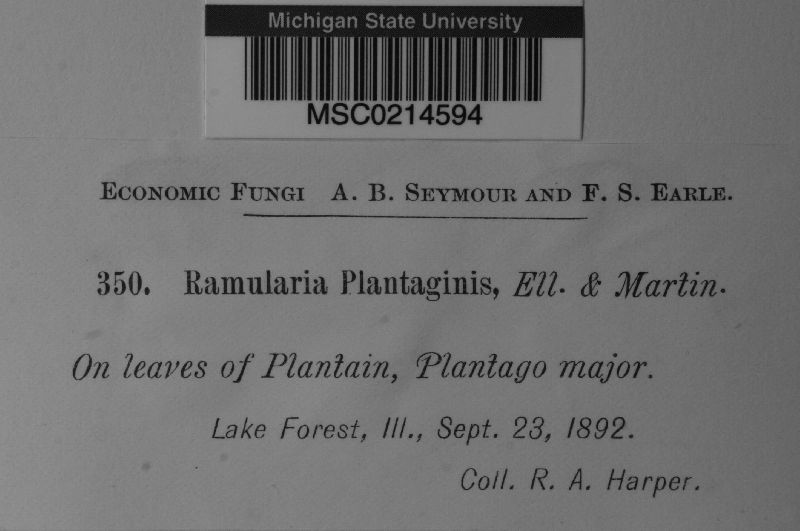 Michigan State University
MSC0214594
Economic Fungi A. B. Seymour and F. S. Earle.
350. Ramularia Plantaginis, Ell. & Martin.
On leaves of Plantain, Plantago major.
Lake Forest, Ill., Sept. 23, 1892.
Coll. R. A. Harper.